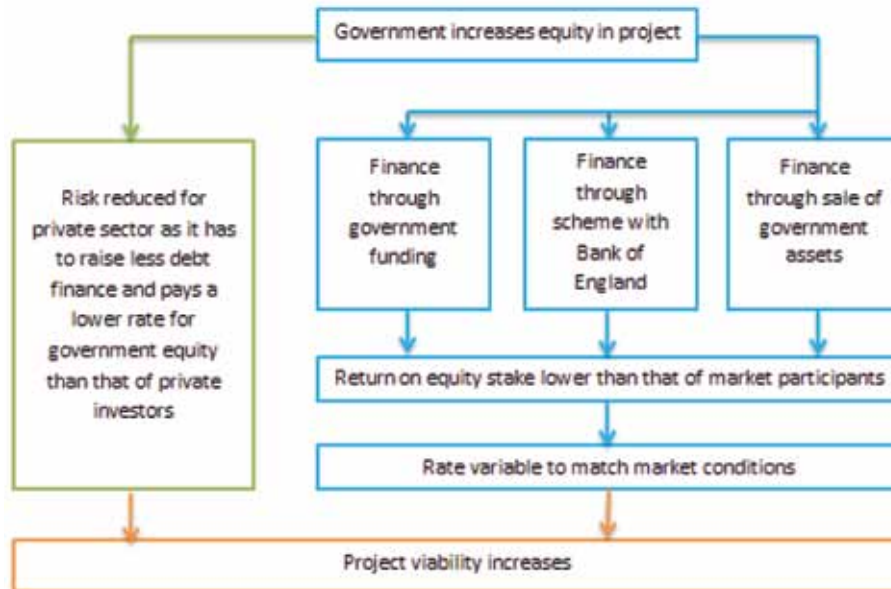 Government increases equity in project
Risk reduced for
private sector as it has
to raise less debt
finance and pays a
lower rate for
government equity
than that of private
investors
Finance
through
government
funding
Finance
through
scheme with
Bank of
England
Finance
through sale of
government
assets
Return on equity stake lower than that of market participants
Rate variable to match market conditions
Project viability increases